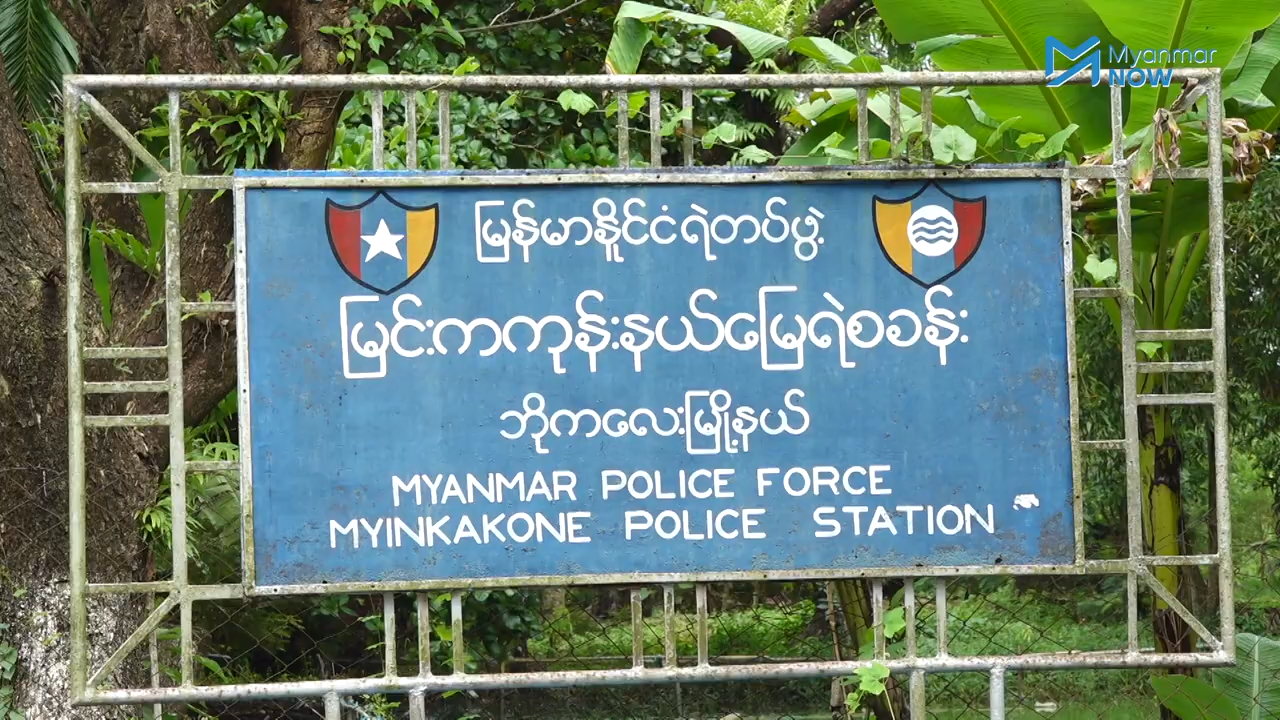 Myanmar
NOW
မြန်မာနိုင်ငံရဲတပ်ဖွဲ့
မြင်းကကုန်းနယ်မြေရဲစခန်း
ဘိုကလေးမြို့နယ်
MYANMAR POLICE FORCE
MYINKAKONE POLICE STATION